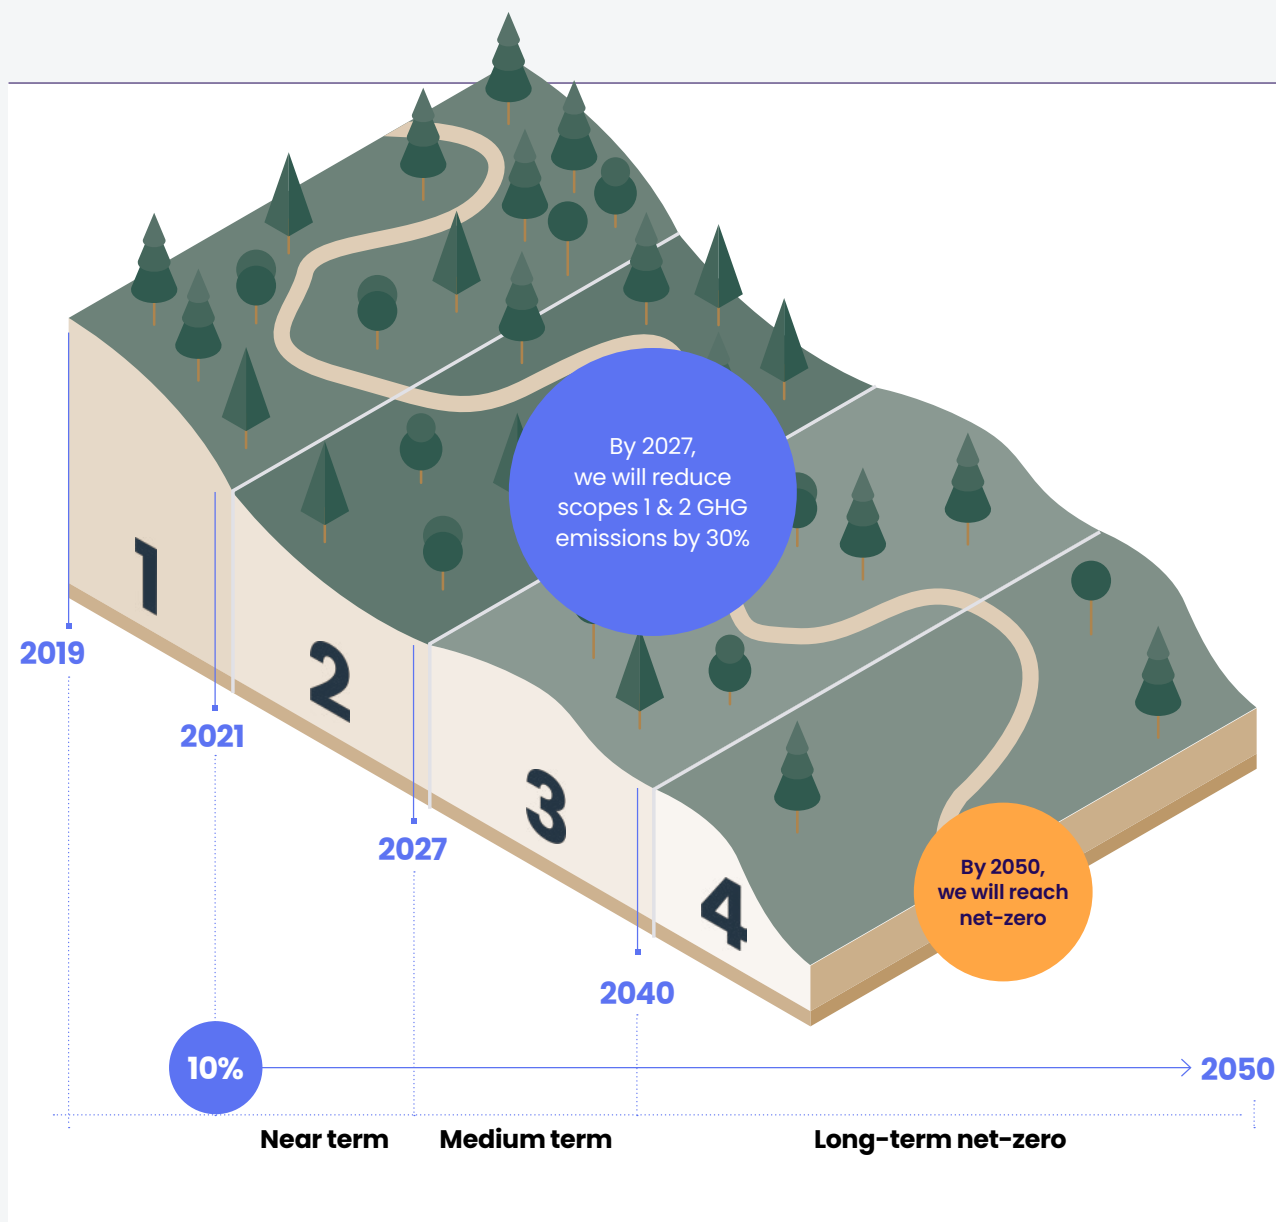 By 2027,
we will reduce
scopes 1 & 2 GHG
emissions by 30%
1
2019
2
2021
3
2027
4
By 2050,
we will reach
net-zero
2040
10%
2050
Near term
Medium term
Long-term net-zero